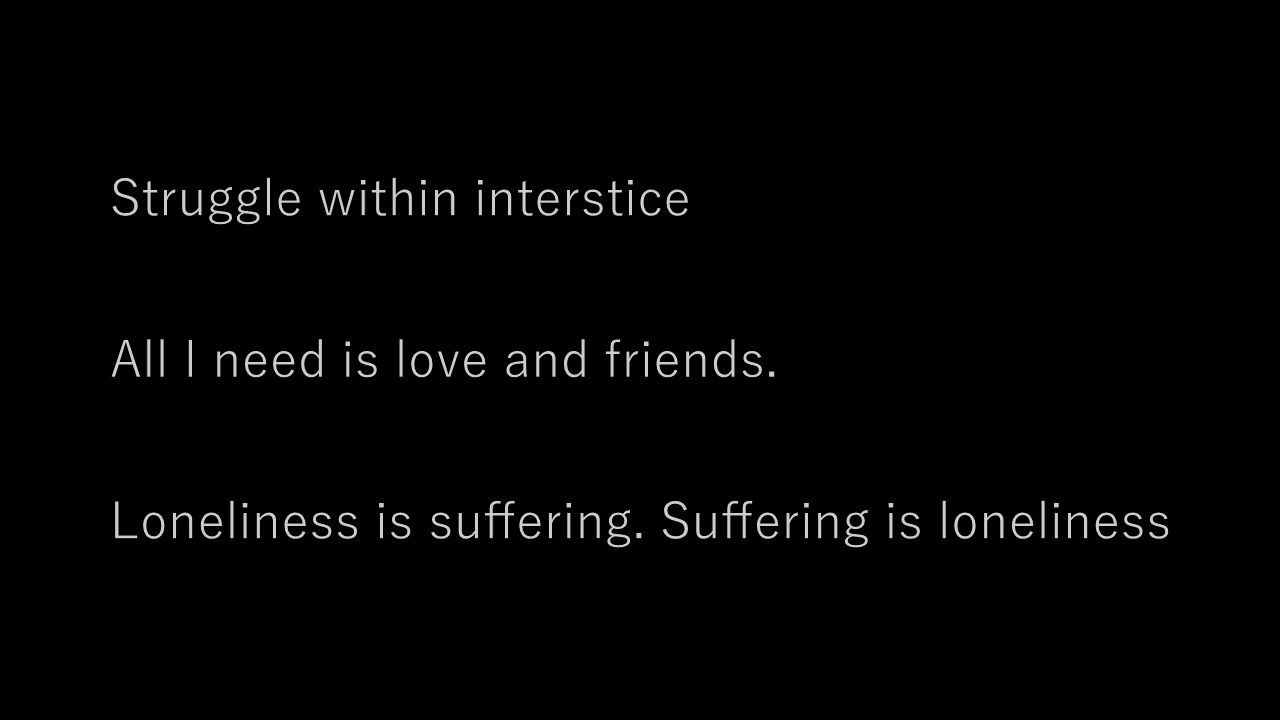 Struggle within interstice
All I need is love and friends.
Loneliness is suffering. Suffering is loneliness